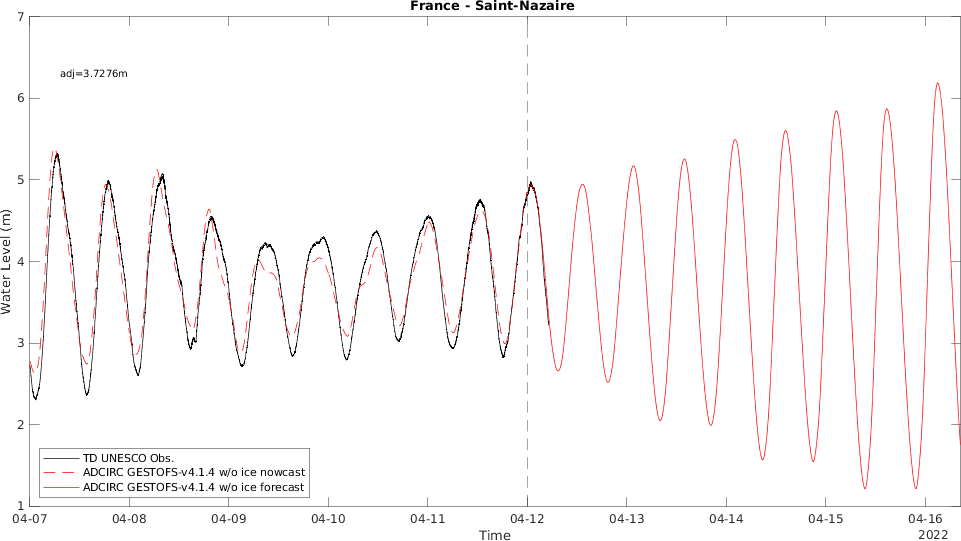 France - Saint-Nazaire
7
6
5
4
3
2
1
Water Level (m)
adj=3.7276m
TD UNESCO Obs.
ADCIRC GESTOFS-v4.1.4 w/o ice nowcast
ADCIRC GESTOFS-v4.1.4 w/o ice forecast
04-07 04-08 04-09 04-10 04-11 04-12 04-13 04-14 04-15 04-16
Time
2022